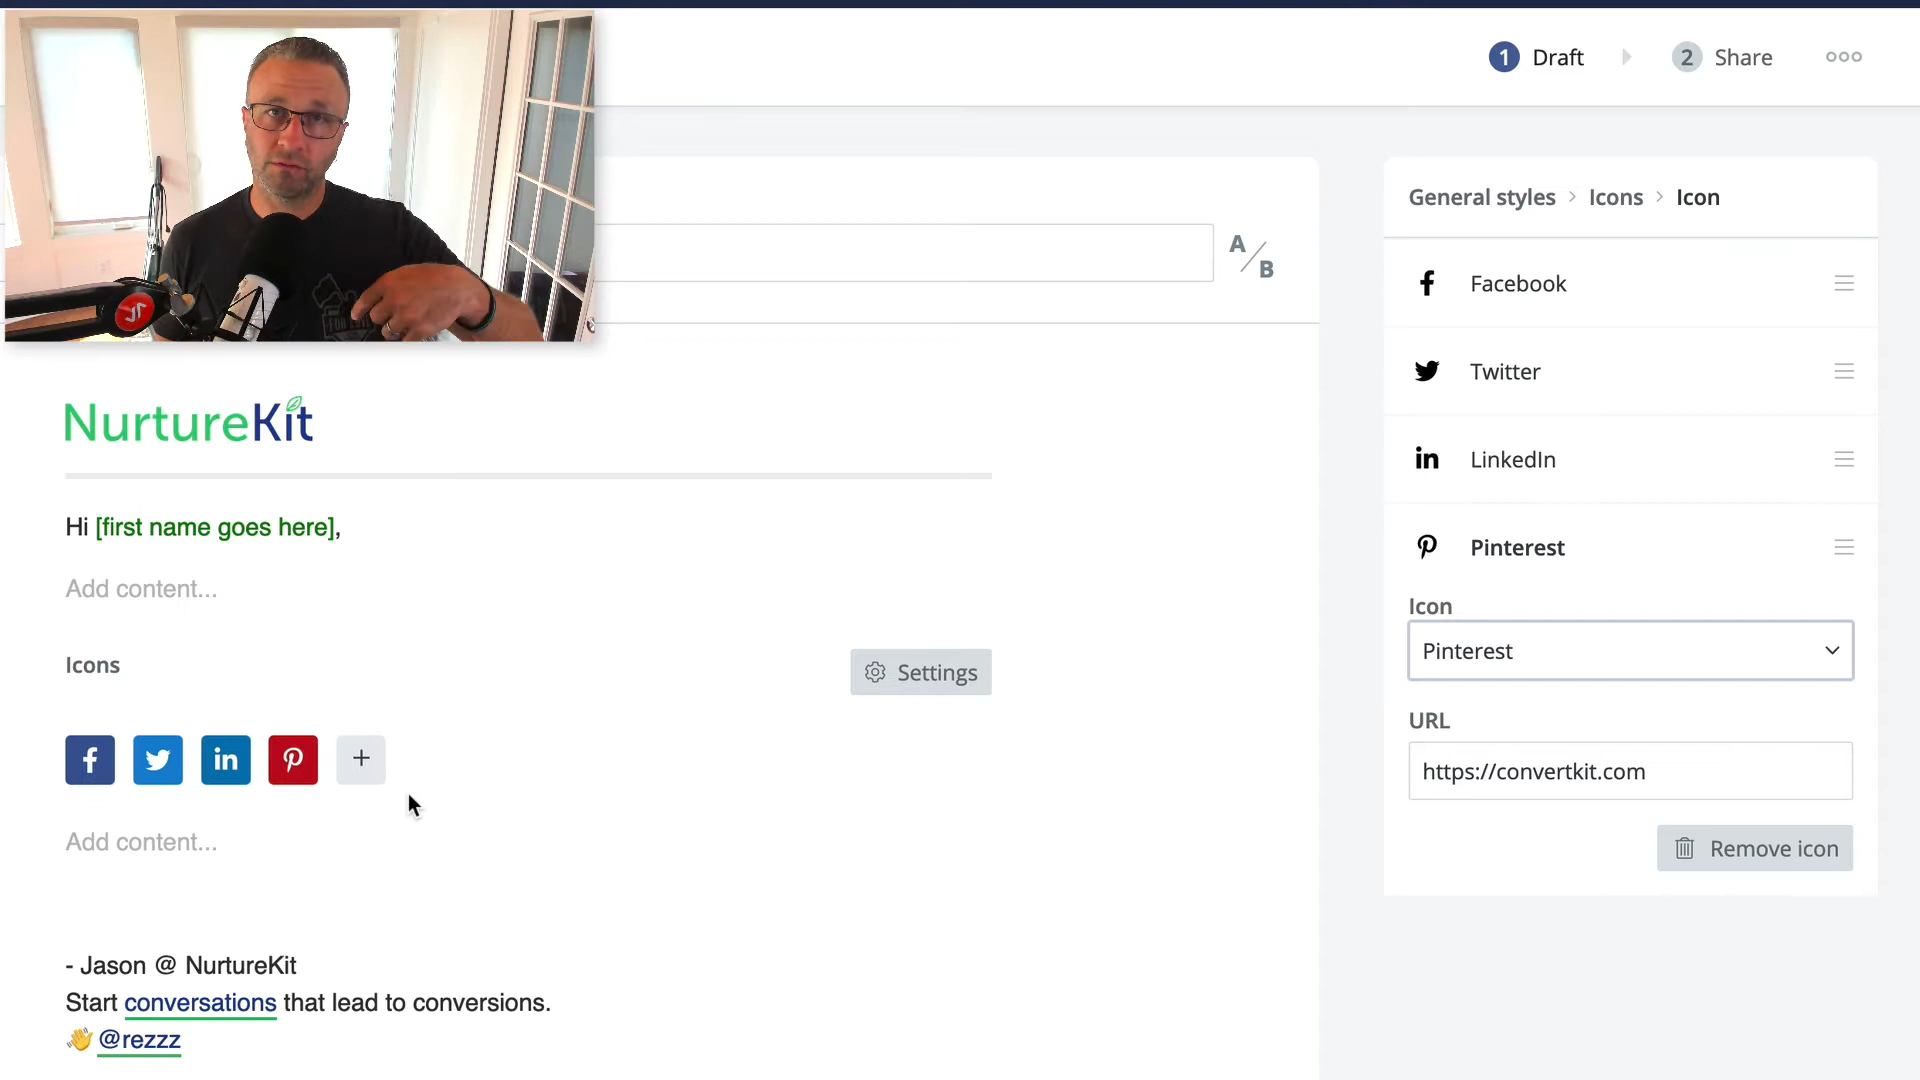 1 Draft
2 Share
A/B
General styles > Icons > Icon
Facebook
Twitter
LinkedIn
Pinterest
Icon
Pinterest
URL
https://convertkit.com
Remove icon
NurtureKit
Hi [first name goes here],
Add content...
Icons
Settings
Add content...
- Jason @ NurtureKit
Start conversations that lead to conversions.
👋 @rezzz